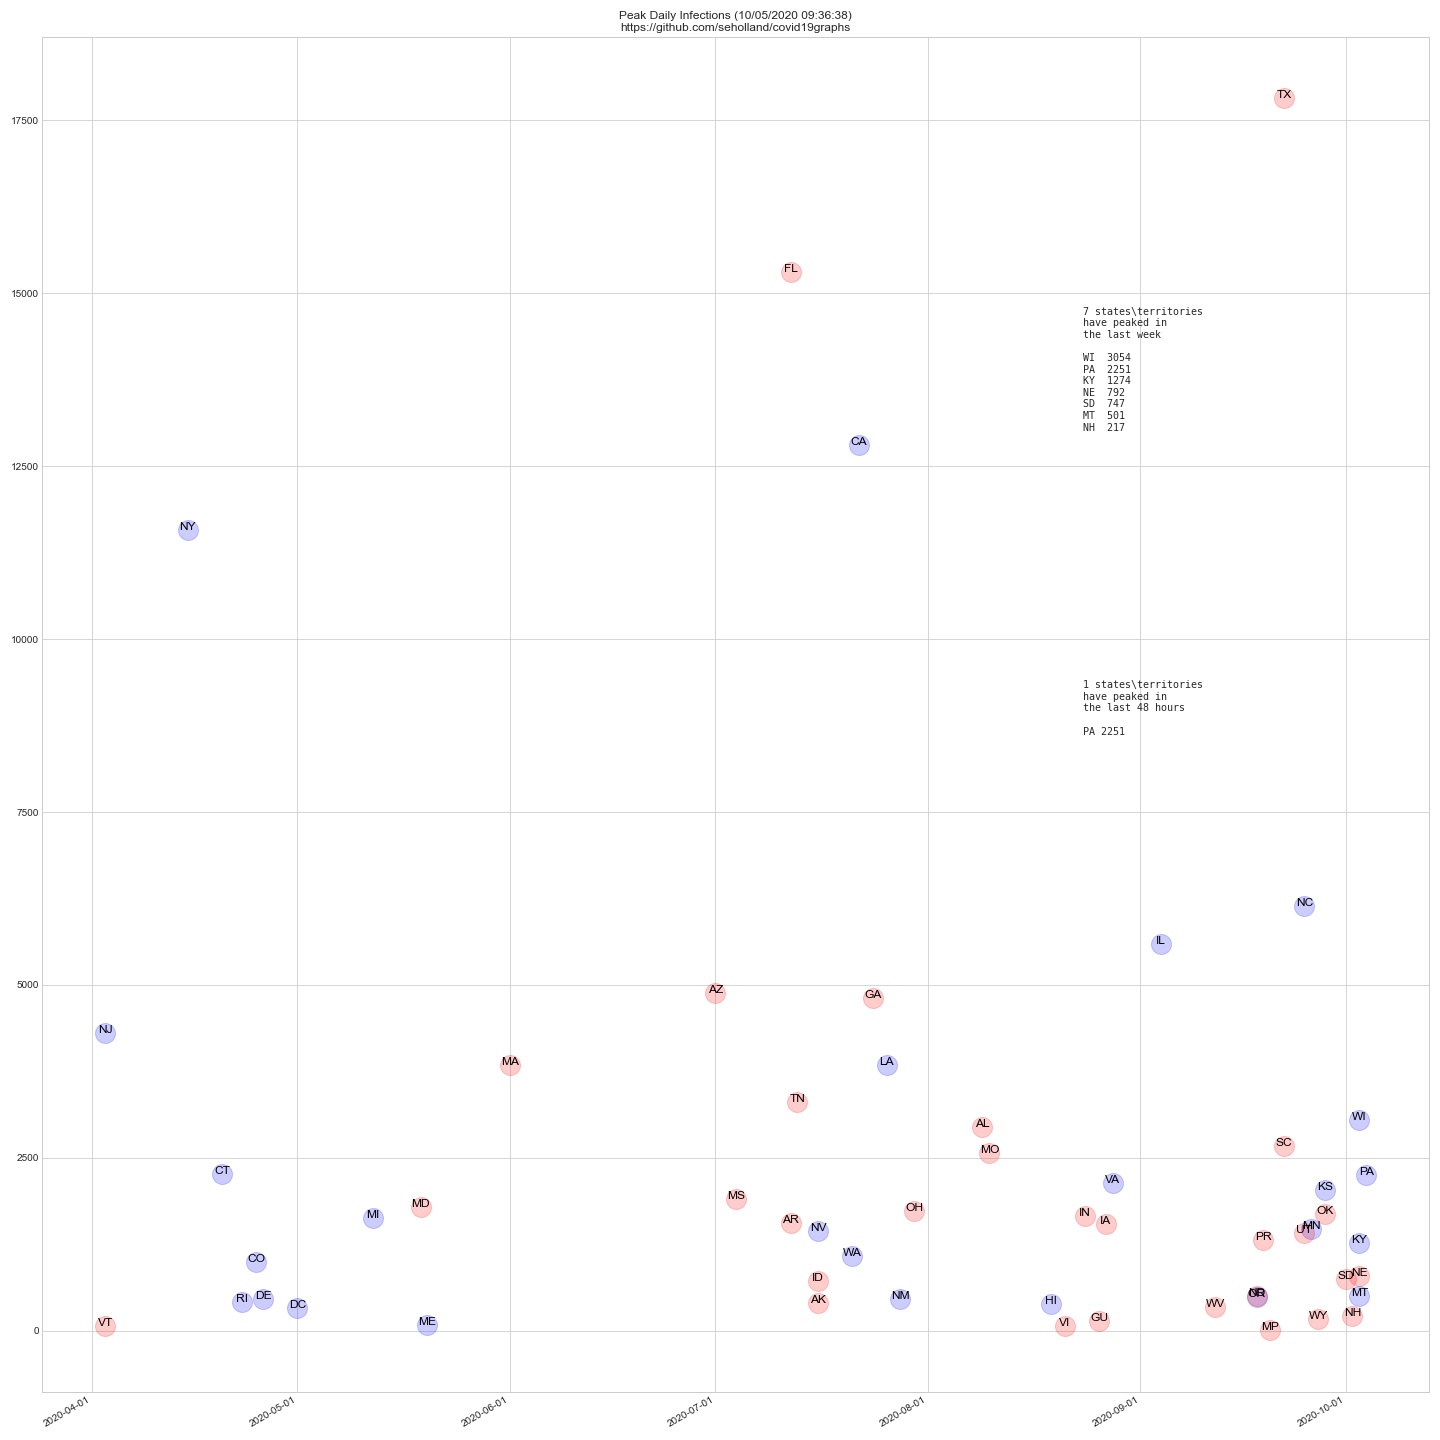 Peak Daily Infections (10/05/2020 09:36:38)
https://github.com/seholland/covid19graphs
17500
15000
12500
10000
7500
5000
2500
0
TX
FL
7 states\territories
have peaked in
the last week
WI  3054
PA  2251
KY  1274
NE  792
SD  747
MT  501
NH  217
CA
NY
1 states\territories
have peaked in
the last 48 hours
PA 2251
NC
IL
AZ
GA
NJ
MA
LA
TN
WI
AL
SC
MO
CT
PA
VA
KS
MS
MD
OH
OK
IN
MI
AR
IA
NV
UT
MN
PR
KY
WA
CO
NE
SD
ID
MT
DE
NM
RI
AK
HI
DC
WV
NH
WY
GU
VT
VI
ME
MP
2020-04-01
2020-05-01
2020-06-01
2020-07-01
2020-08-01
2020-09-01
2020-10-01